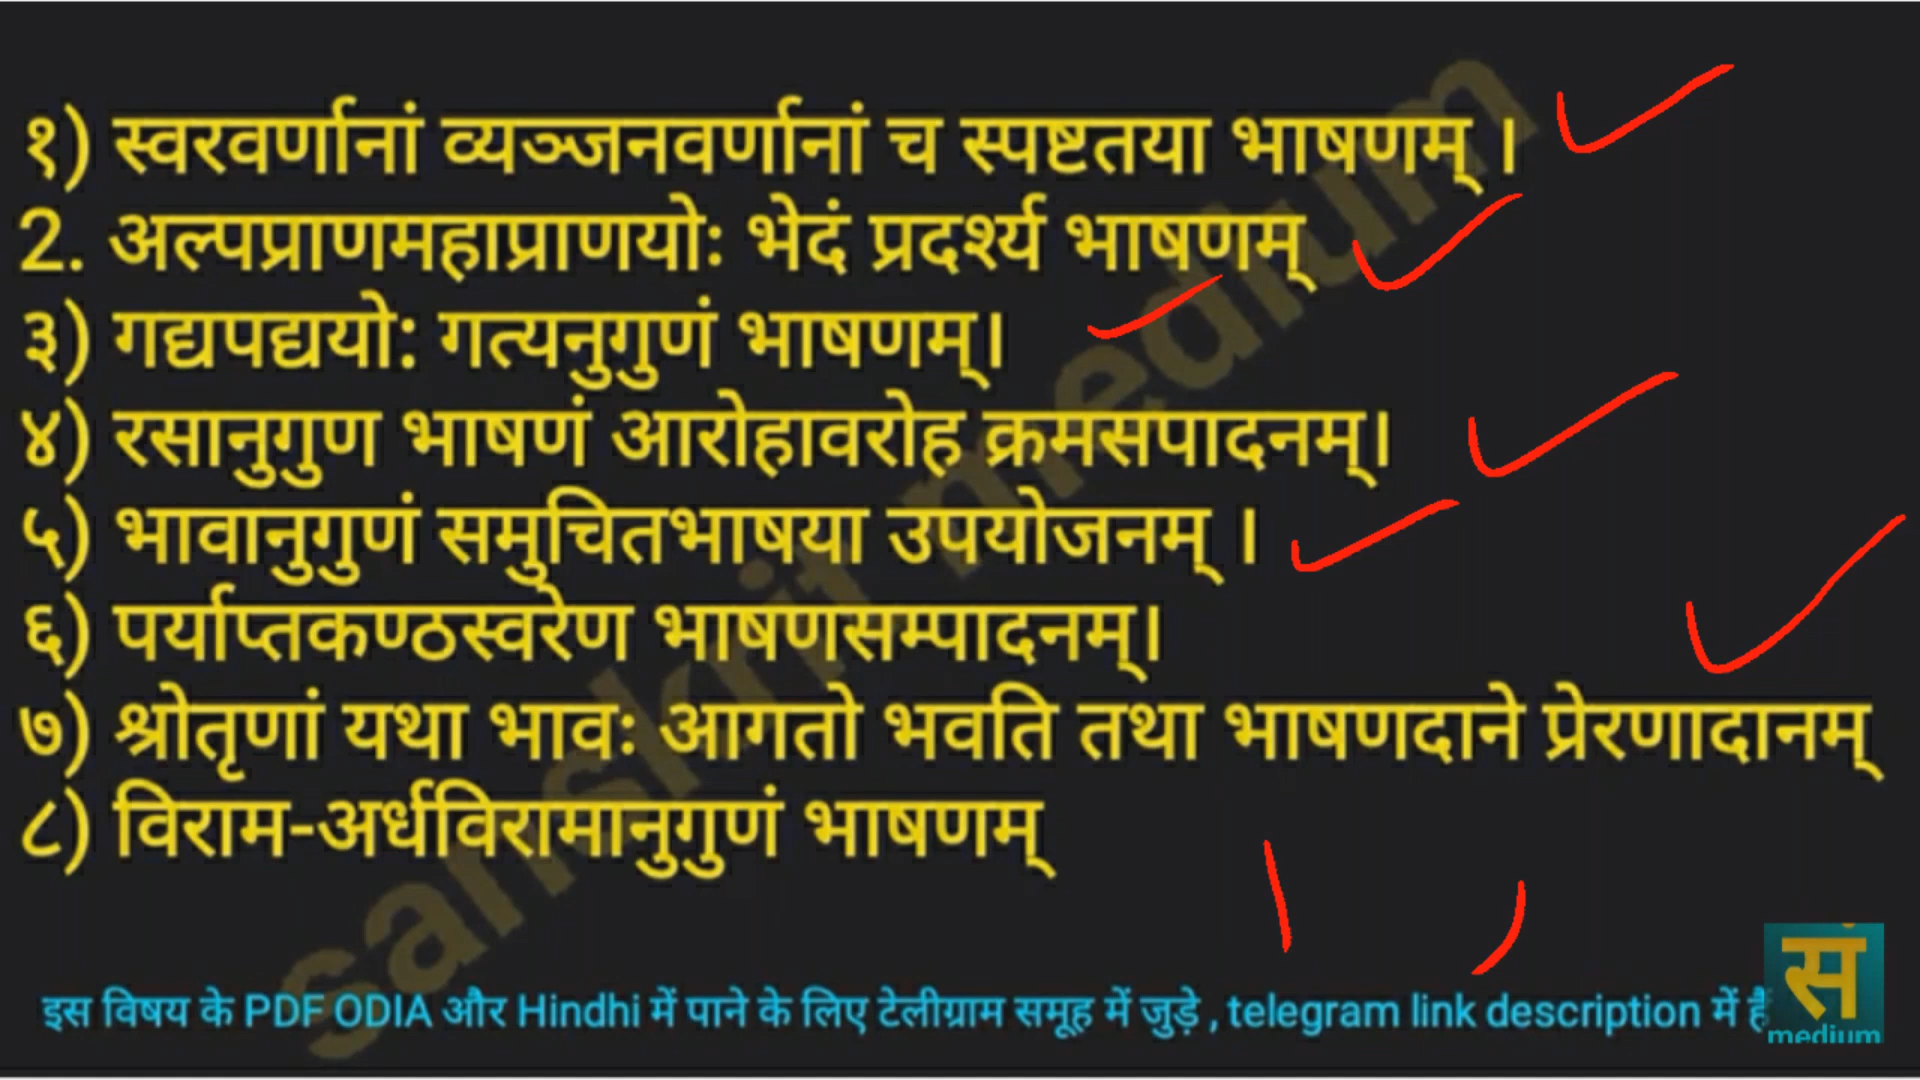 १) स्वरवर्णानां व्यञ्जनवर्णानां च स्पष्टतया भाषणम् ।
2. अल्पप्राणमहाप्राणयोः भेदं प्रदर्श्य भाषणम्
३) गद्यपद्ययो: गत्यनुगुणं भाषणम्।
४) रसानुगुण भाषणं आरोहावरोह क्रमसपादनम्।
५) भावानुगुणं समुचितभाषया उपयोजनम् ।
६) पर्याप्तकण्ठस्वरेण भाषणसम्पादनम्।
७) श्रोतृणां यथा भावः आगतो भवति तथा भाषणदाने प्रेरणादानम्
८) विराम-अर्धविरामानुगुणं भाषणम्
sanskrit medium
इस विषय के PDF ODIA और Hindhi में पाने के लिए टेलीग्राम समूह में जुड़े , telegram link description में हैं
सं
medium